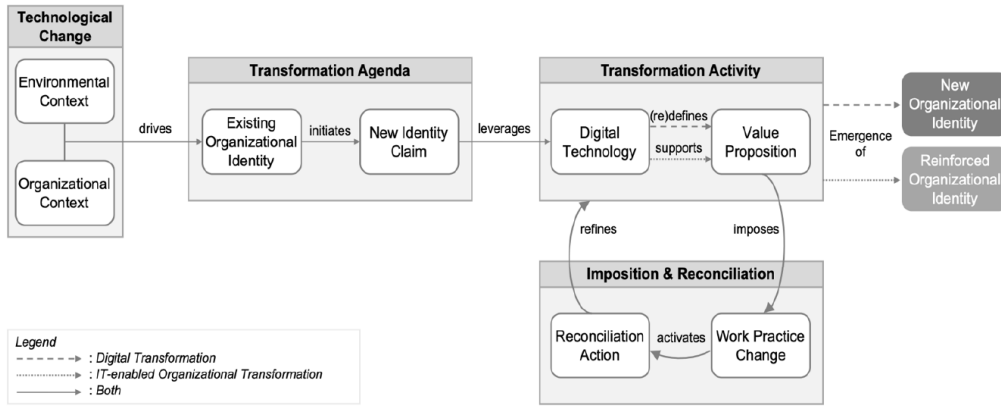 Technological
Change
Environmental
Context
Organizational
Context
drives
Transformation Agenda
Existing
Organizational
Identity
initiates
New Identity
Claim
leverages
Transformation Activity
Digital
Technology
(re)defines
supports
Value
Proposition
Emergence
of
New
Organizational
Identity
Reinforced
Organizational
Identity
refines
imposes
Imposition & Reconciliation
Reconciliation
Action
activates
Work Practice
Change
Legend
: Digital Transformation
: IT-enabled Organizational Transformation
: Both